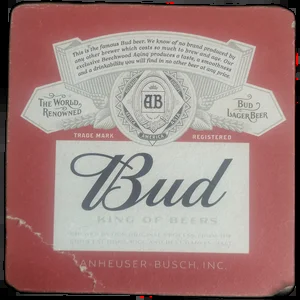 This is the famous Bud beer. We know of no brand produced by
any other brewer which costs so much to brew and age. Our
exclusive Beechwood Aging produces a taste, a smoothness
and a drinkability you will find in no other beer at any price.
THE WORLD
RENOWNED
AB
BUD
LAGER BEER
AMERICA
TRADE MARK
REGISTERED
Bud
KING OF BEERS
ANHEUSER-BUSCH, INC.